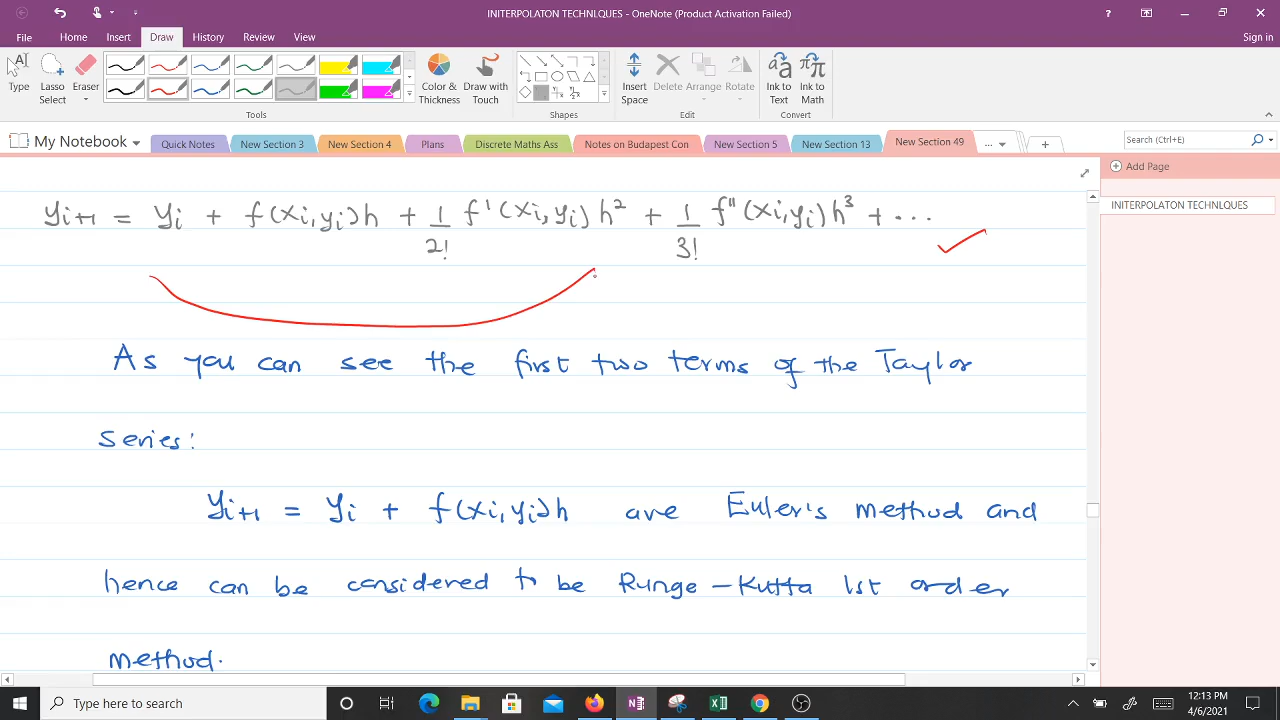 INITERPOLATON TECHNLQUES - OneNote (Product Activation Failed)
?
File Home Insert Draw History Review View
Sign in
Type
Lasso Select
Eraser
Color & Thickness
Draw with Touch
Insert Space
Delete Arrange Rotate
Ink to Text
Ink to Math
Tools Shapes Edit Convert
My Notebook Quick Notes New Section 3 New Section 4 Plans Discrete Maths Ass Notes on Budapest Con New Section 5 New Section 13 New Section 49 ... +
Search (Ctrl+E)
Add Page
INTERPOLATON TECHNLQUES
yi+1 = yi + f(xi,yi)h + 1/2! f'(xi,yi)h² + 1/3! f"(xi,yi)h³ + ...
As you can see the first two terms of the Taylor
series:
yi+1 = yi + f(xi,yi)h are Euler's method and
hence can be considered to be Runge-Kutta 1st order
method.
Type here to search
12:13 PM
4/6/2021